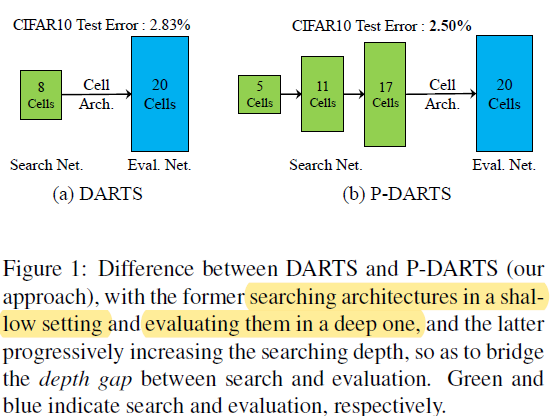 CIFAR10 Test Error : 2.83%
8
Cells
Cell
Arch.
20
Cells
Search Net.
Eval. Net.
(a) DARTS
CIFAR10 Test Error : 2.50%
5
Cells
11
Cells
17
Cells
Cell
Arch.
20
Cells
Search Net.
Eval. Net.
(b) P-DARTS
Figure 1: Difference between DARTS and P-DARTS (our
approach), with the former searching architectures in a shal-
low setting and evaluating them in a deep one, and the latter
progressively increasing the searching depth, so as to bridge
the depth gap between search and evaluation. Green and
blue indicate search and evaluation, respectively.